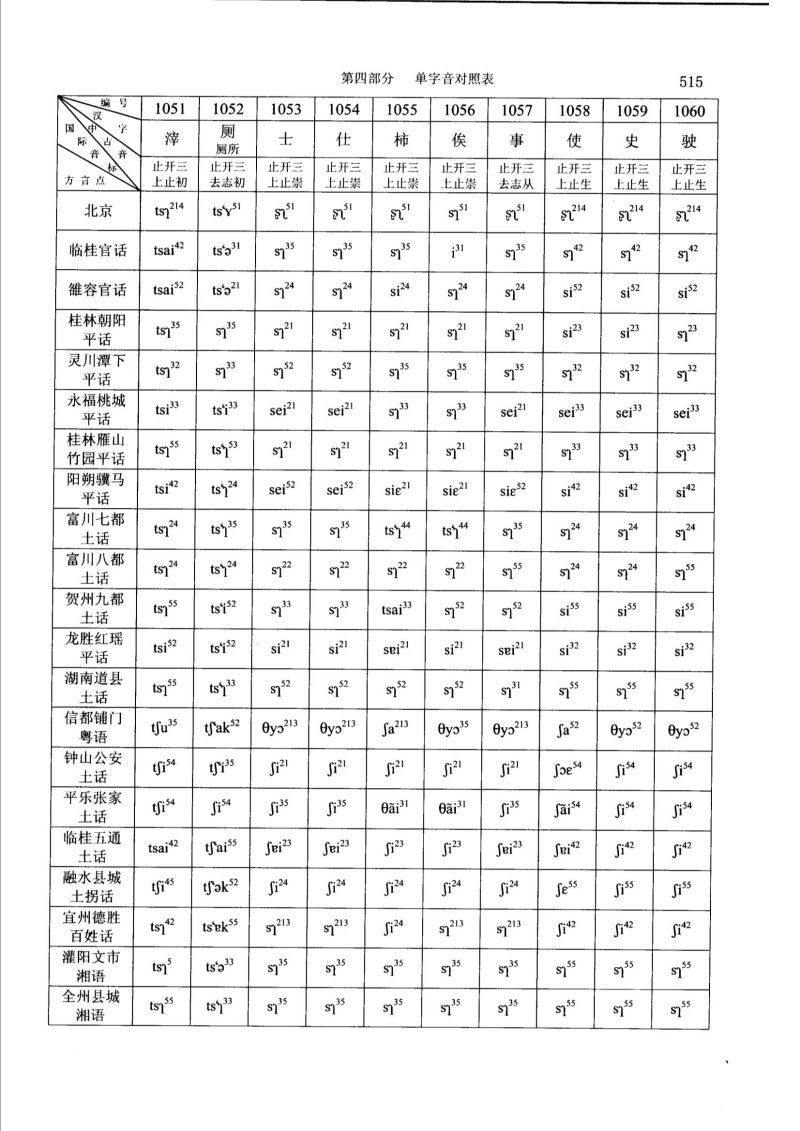 第四部分 单字音对照表 515
编号 1051 1052 1053 1054 1055 1056 1057 1058 1059 1060
汉字 滓 厕 士 仕 柿 俟 事 使 史 驶
厕所
中古音 止开三 止开三 止开三 止开三 止开三 止开三 止开三 止开三 止开三 止开三
国际音标 上止初 去志初 上止崇 上止崇 上止崇 上止崇 去志从 上止生 上止生 上止生
方言点
北京 tsɿ214 tsʻɤ51 ʂʅ51 ʂʅ51 ʂʅ51 sɿ51 ʂʅ51 ʂʅ214 ʂʅ214 ʂʅ214
临桂官话 tsai42 tsʻə31 sɿ35 sɿ35 sɿ35 i31 sɿ35 sɿ42 sɿ42 sɿ42
雒容官话 tsai52 tsʻə21 sɿ24 sɿ24 si24 sɿ24 sɿ24 si52 si52 si52
桂林朝阳
平话 tsɿ35 sɿ35 sɿ21 sɿ21 sɿ21 sɿ21 sɿ21 si23 si23 sɿ23
灵川潭下
平话 tsɿ32 sɿ33 sɿ52 sɿ52 sɿ35 sɿ35 sɿ35 sɿ32 sɿ32 sɿ32
永福桃城
平话 tsi33 tsʻi33 sei21 sei21 sɿ33 sɿ33 sei21 sei33 sei33 sei33
桂林雁山
竹园平话 tsɿ55 tsʻɿ53 sɿ21 sɿ21 sɿ21 sɿ21 sɿ21 sɿ33 sɿ33 sɿ33
阳朔骥马
平话 tsi42 tsʻɿ24 sei52 sei52 siɛ21 siɛ21 siɛ52 si42 si42 si42
富川七都
土话 tsɿ24 tsʻɿ35 sɿ35 sɿ35 tsʻɿ44 tsʻɿ44 sɿ35 sɿ24 sɿ24 sɿ24
富川八都
土话 tsɿ24 tsʻɿ24 sɿ22 sɿ22 sɿ22 sɿ22 sɿ55 sɿ24 sɿ24 sɿ55
贺州九都
土话 tsɿ55 tsʻi52 sɿ33 sɿ33 tsai33 sɿ52 sɿ52 si55 si55 si55
龙胜红瑶
平话 tsi52 tsʻi52 si21 si21 sɐi21 si21 sɐi21 si32 si32 si32
湖南道县
土话 tsɿ55 tsʻɿ33 sɿ52 sɿ52 sɿ52 sɿ52 sɿ31 sɿ55 sɿ55 sɿ55
信都铺门
粤语 tʃu35 tʃʻak52 θyɔ213 θyɔ213 ʃa213 θyɔ35 θyɔ213 ʃa52 θyɔ52 θyɔ52
钟山公安
土话 tʃi54 tʃʻi35 ʃi21 ʃi21 ʃi21 ʃi21 ʃi21 ʃɔɛ54 ʃi54 ʃi54
平乐张家
土话 tʃi54 ʃi54 ʃi35 ʃi35 θãi31 θãi31 ʃi35 ʃãi54 ʃi54 ʃi54
临桂五通
土话 tsai42 tʃʻai55 ʃɐi23 ʃɐi23 ʃi23 ʃi23 ʃɐi23 ʃɐi42 ʃi42 ʃi42
融水县城
土拐话 tʃi45 tʃʻək52 ʃi24 ʃi24 ʃi24 ʃi24 ʃi24 ʃɛ55 ʃi55 ʃi55
宜州德胜
百姓话 tsɿ42 tsʻɐk55 sɿ213 sɿ213 ʃi24 sɿ213 sɿ213 ʃi42 ʃi42 ʃi42
灌阳文市
湘语 tsɿ5 tsʻə33 sɿ35 sɿ35 sɿ35 sɿ35 sɿ35 sɿ55 sɿ55 sɿ55
全州县城
湘语 tsɿ55 tsʻɿ33 sɿ35 sɿ35 sɿ35 sɿ35 sɿ35 sɿ55 sɿ55 sɿ55